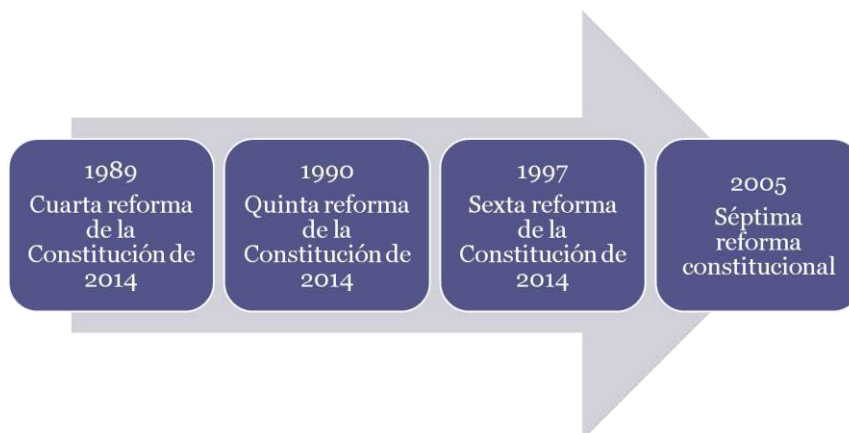 1989
Cuarta reforma
de la
Constitución de
2014
1990
Quinta reforma
de la
Constitución de
2014
1997
Sexta reforma
de la
Constitución de
2014
2005
Séptima
reforma
constitucional